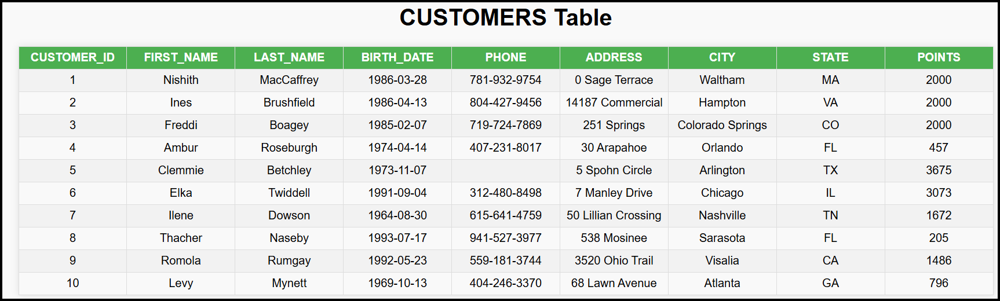 CUSTOMERS Table
CUSTOMER_ID FIRST_NAME LAST_NAME BIRTH_DATE PHONE ADDRESS CITY STATE POINTS
1 Nishith MacCaffrey 1986-03-28 781-932-9754 0 Sage Terrace Waltham MA 2000
2 Ines Brushfield 1986-04-13 804-427-9456 14187 Commercial Hampton VA 2000
3 Freddi Boagey 1985-02-07 719-724-7869 251 Springs Colorado Springs CO 2000
4 Ambur Roseburgh 1974-04-14 407-231-8017 30 Arapahoe Orlando FL 457
5 Clemmie Betchley 1973-11-07 5 Spohn Circle Arlington TX 3675
6 Elka Twiddell 1991-09-04 312-480-8498 7 Manley Drive Chicago IL 3073
7 Ilene Dowson 1964-08-30 615-641-4759 50 Lillian Crossing Nashville TN 1672
8 Thacher Naseby 1993-07-17 941-527-3977 538 Mosinee Sarasota FL 205
9 Romola Rumgay 1992-05-23 559-181-3744 3520 Ohio Trail Visalia CA 1486
10 Levy Mynett 1969-10-13 404-246-3370 68 Lawn Avenue Atlanta GA 796